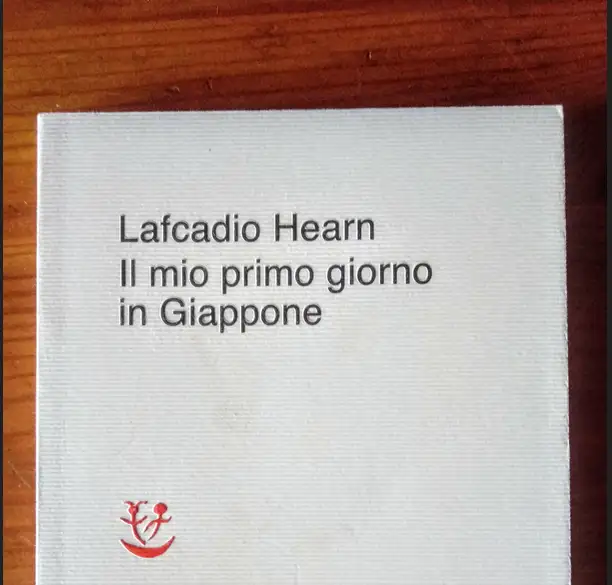 Lafcadio Hearn
Il mio primo giorno
in Giappone